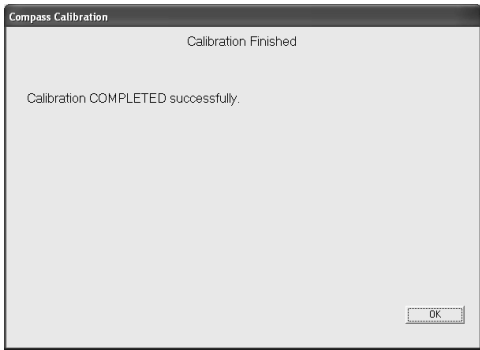 Compass Calibration
Calibration Finished
Calibration COMPLETED successfully.
OK